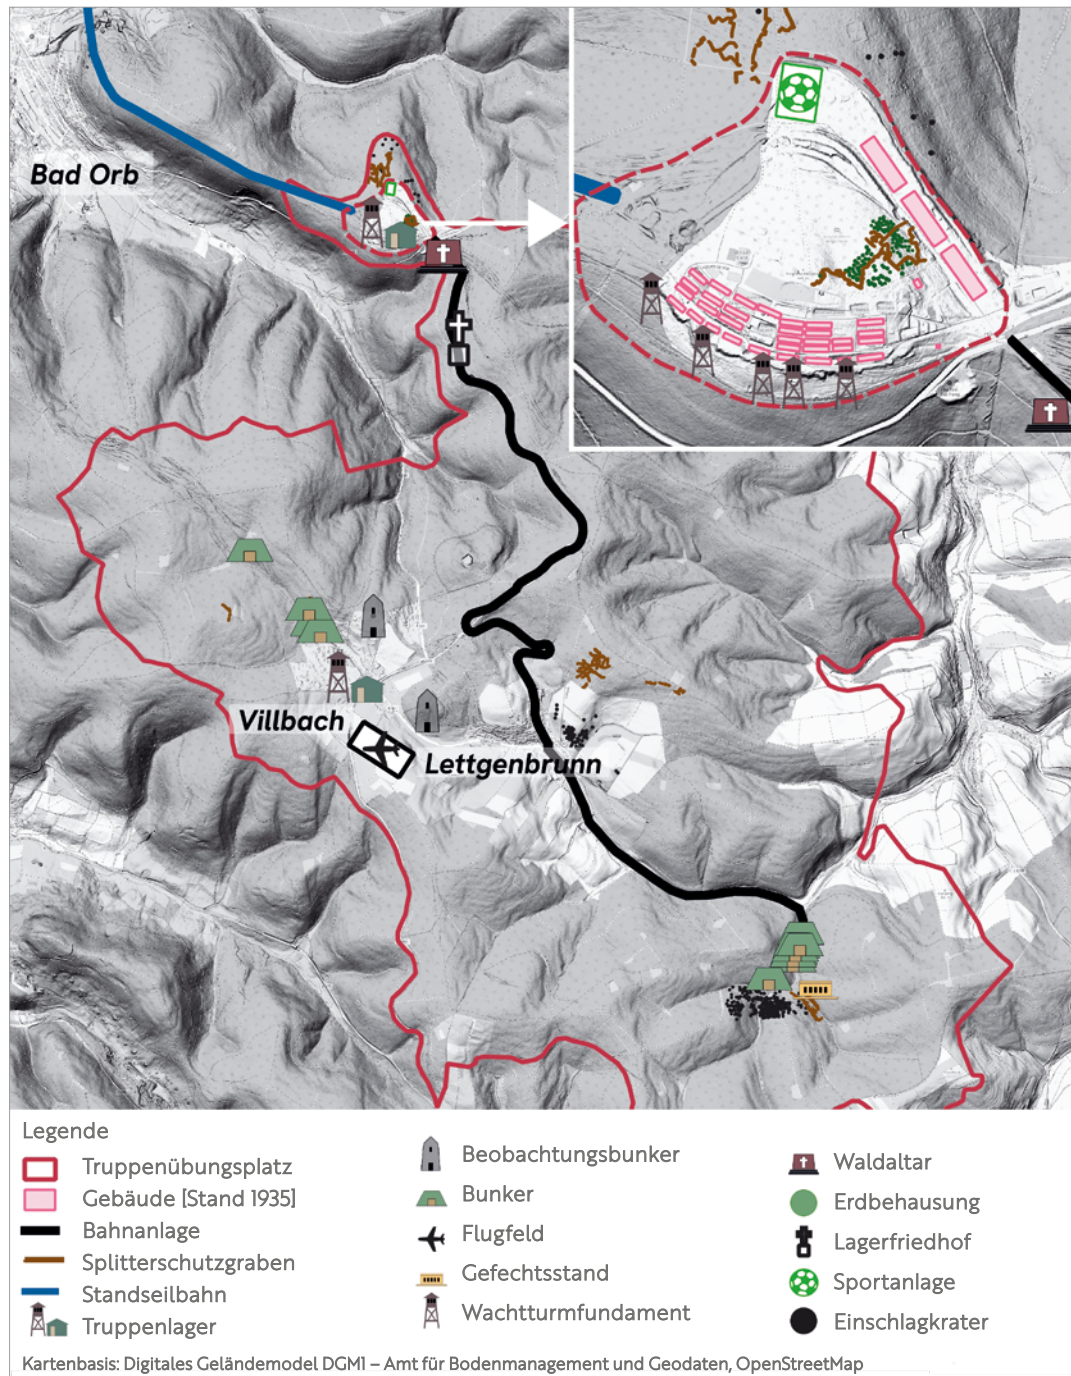 Bad Orb
Villbach
Lettgenbrunn
Legende
Truppenübungsplatz
Gebäude [Stand 1935]
Bahnanlage
Splitterschutzgraben
Standseilbahn
Truppenlager
Beobachtungsbunker
Bunker
Flugfeld
Gefechtsstand
Wachtturmfundament
Waldaltar
Erdbehausung
Lagerfriedhof
Sportanlage
Einschlagkrater
Kartenbasis: Digitales Geländemodel DGM1 – Amt für Bodenmanagement und Geodaten, OpenStreetMap